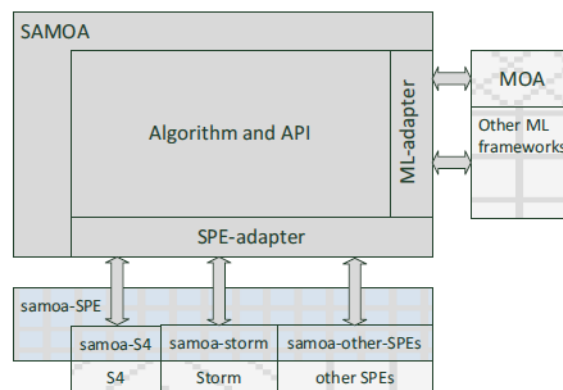 SAMOA
Algorithm and API
ML-adapter
SPE-adapter
MOA
Other ML
frameworks
samoa-SPE
samoa-S4 samoa-storm samoa-other-SPEs
S4 Storm other SPEs